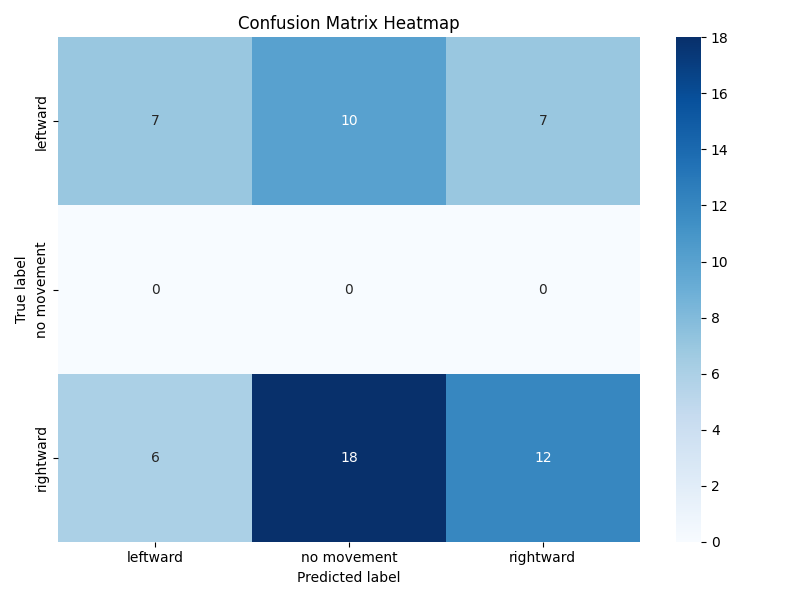 Confusion Matrix Heatmap
True label
leftward
7 10 7
no movement
0 0 0
rightward
6 18 12
leftward no movement rightward
Predicted label
18
16
14
12
10
8
6
4
2
0